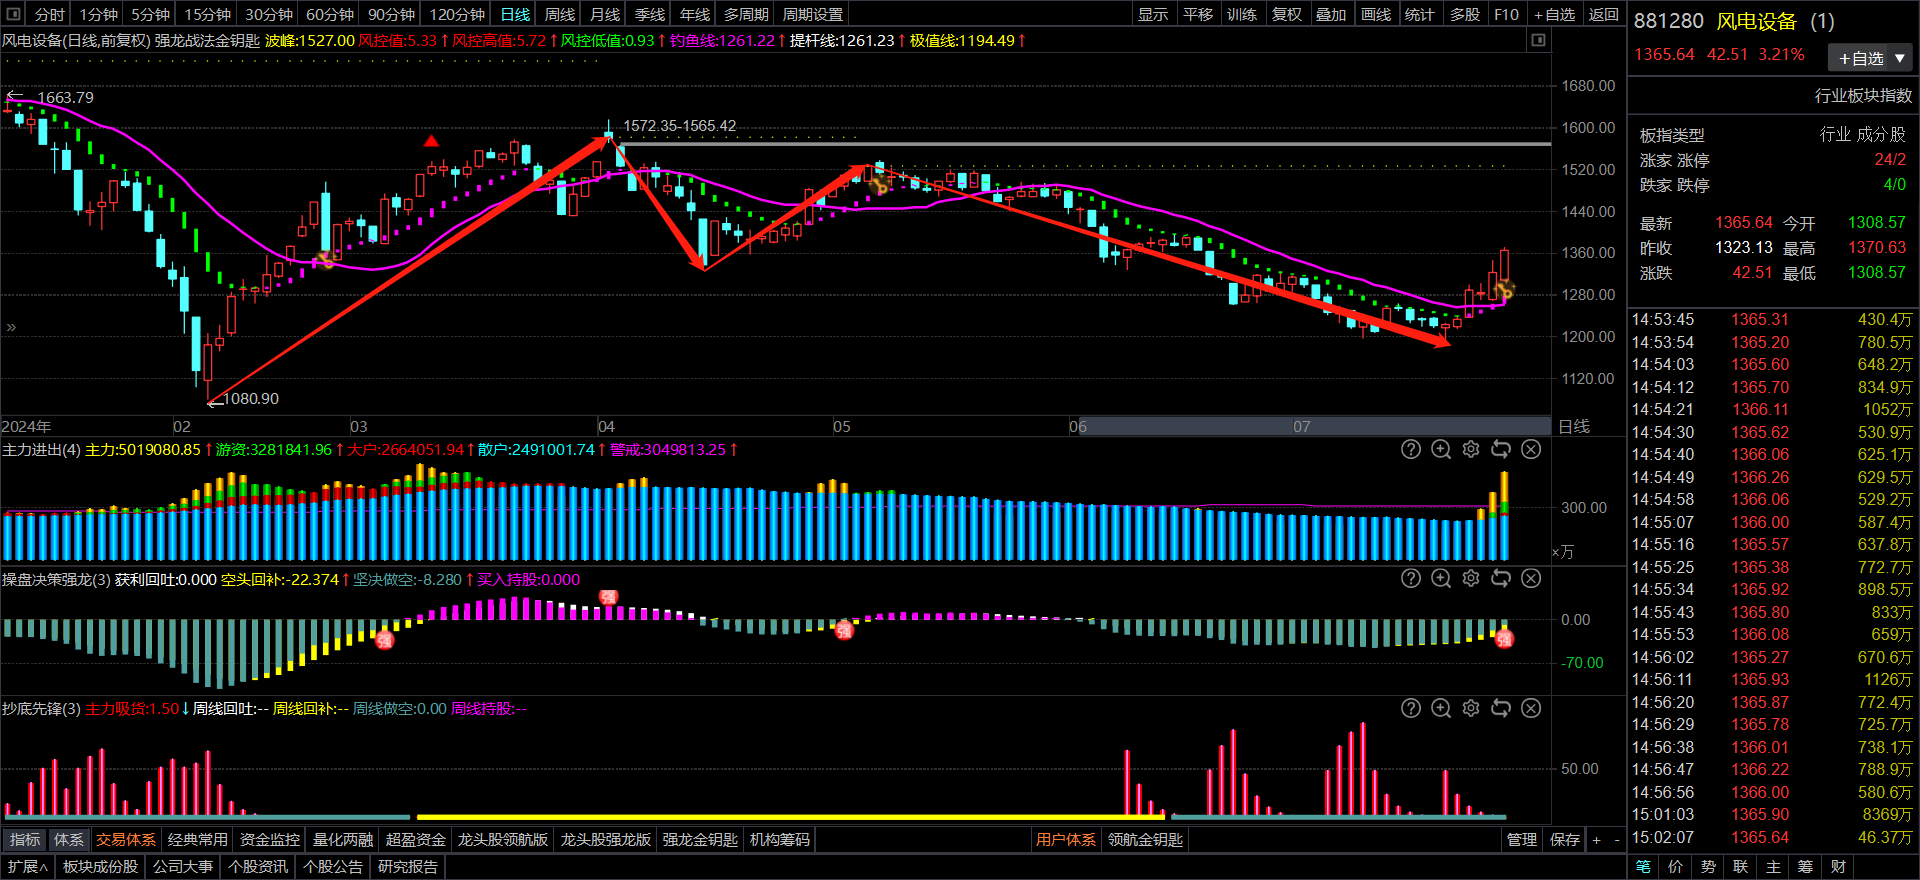 分时 1分钟 5分钟 15分钟 30分钟 60分钟 90分钟 120分钟 日线 周线 月线 季线 年线 多周期 周期设置 显示 平移 训练 复权 叠加 画线 统计 多股 F10 +自选 返回
881280 风电设备 (1)
风电设备(日线,前复权) 强龙战法金钥匙 波峰:1527.00 风控值:5.33↑ 风控高值:5.72↑ 风控低值:0.93↑ 钓鱼线:1261.22↑ 提杆线:1261.23↑ 极值线:1194.49↑
1365.64 42.51 3.21% +自选 ▼
行业板块指数
1663.79
1572.35-1565.42
1080.90
1680.00
1600.00
1520.00
1440.00
1360.00
1280.00
1200.00
1120.00
»
2024年 02 03 04 05 06 07 日线
板指类型 行业 成分股
涨家 涨停 24/2
跌家 跌停 4/0
最新 1365.64 今开 1308.57
昨收 1323.13 最高 1370.63
涨跌 42.51 最低 1308.57
主力进出(4) 主力:5019080.85↑ 游资:3281841.96↑ 大户:2664051.94↑ 散户:2491001.74↑ 警戒:3049813.25↑
300.00
×万
操盘决策强龙(3) 获利回吐:0.000 空头回补:-22.374↑ 坚决做空:-8.280↑ 买入持股:0.000
强
强
强
强
0.00
-70.00
抄底先锋(3) 主力吸货:1.50↓ 周线回吐:-- 周线回补:-- 周线做空:0.00 周线持股:--
50.00
14:53:45 1365.31 430.4万
14:53:54 1365.20 780.5万
14:54:03 1365.60 648.2万
14:54:12 1365.70 834.9万
14:54:21 1366.11 1052万
14:54:30 1365.62 530.9万
14:54:40 1366.06 625.1万
14:54:49 1366.26 629.5万
14:54:58 1366.06 529.2万
14:55:07 1366.00 587.4万
14:55:16 1365.57 637.8万
14:55:25 1365.38 772.7万
14:55:34 1365.92 898.5万
14:55:43 1365.80 833万
14:55:53 1366.08 659万
14:56:02 1365.27 670.6万
14:56:11 1365.93 1126万
14:56:20 1365.87 772.4万
14:56:29 1365.78 725.7万
14:56:38 1366.01 738.1万
14:56:47 1366.22 788.9万
14:56:56 1366.00 580.6万
15:01:03 1365.90 8369万
15:02:07 1365.64 46.37万
指标 体系 交易体系 经典常用 资金监控 量化两融 超盈资金 龙头股领航版 龙头股强龙版 强龙金钥匙 机构筹码 用户体系 领航金钥匙 管理 保存 + -
扩展∧ 板块成份股 公司大事 个股资讯 个股公告 研究报告 笔 价 势 联 主 筹 财